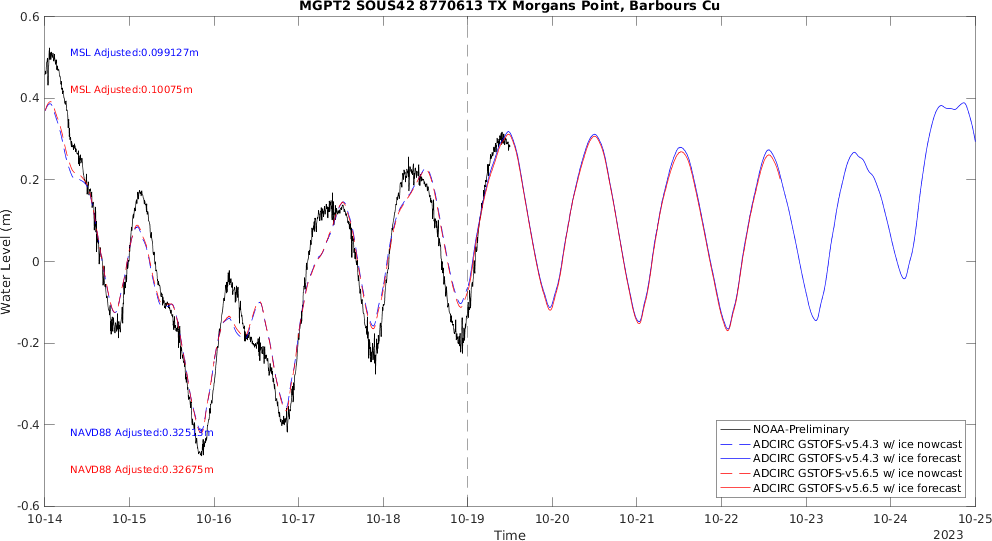 MGPT2 SOUS42 8770613 TX Morgans Point, Barbours Cu
0.6
0.4
0.2
0
-0.2
-0.4
-0.6
Water Level (m)
MSL Adjusted:0.099127m
MSL Adjusted:0.10075m
NAVD88 Adjusted:0.32513m
NAVD88 Adjusted:0.32675m
NOAA-Preliminary
ADCIRC GSTOFS-v5.4.3 w/ ice nowcast
ADCIRC GSTOFS-v5.4.3 w/ ice forecast
ADCIRC GSTOFS-v5.6.5 w/ ice nowcast
ADCIRC GSTOFS-v5.6.5 w/ ice forecast
10-14 10-15 10-16 10-17 10-18 10-19 10-20 10-21 10-22 10-23 10-24 10-25
Time
2023